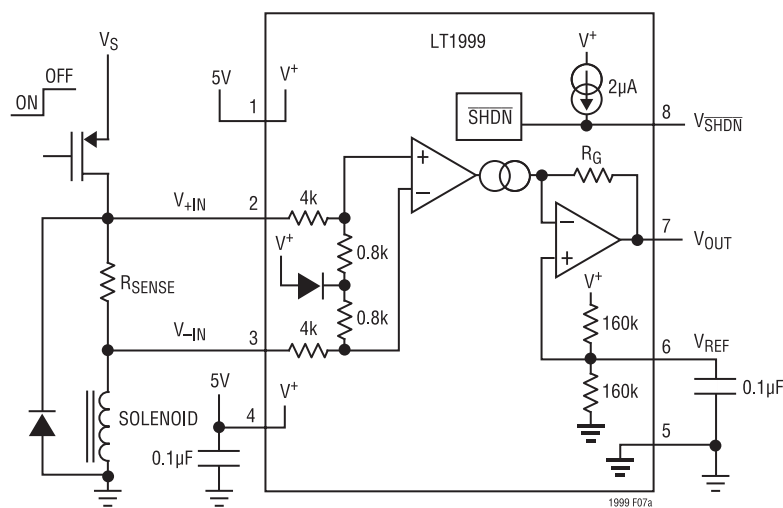 V_S
OFF
ON
5V
V⁺
1
LT1999
V⁺
2µA
SHDN
8
V_SHDN
R_G
V_+IN
2
4k
V⁺
0.8k
0.8k
R_SENSE
7
V_OUT
V⁺
160k
V_–IN
3
4k
6
V_REF
160k
0.1µF
5V
V⁺
4
SOLENOID
0.1µF
5
1999 F07a